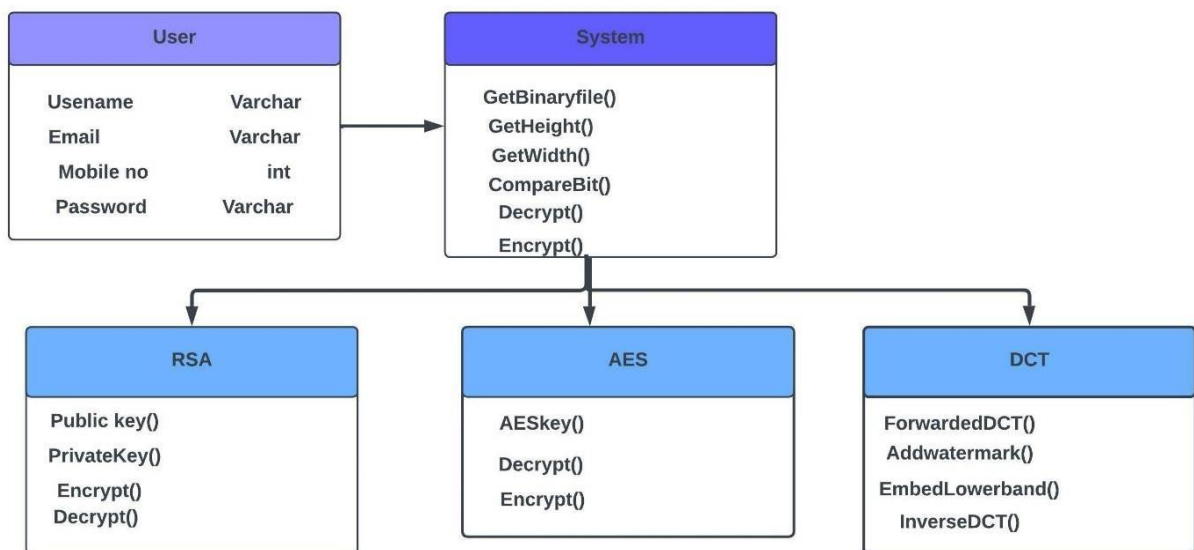 User
Usename Varchar
Email Varchar
Mobile no int
Password Varchar
System
GetBinaryfile()
GetHeight()
GetWidth()
CompareBit()
Decrypt()
Encrypt()
RSA
Public key()
PrivateKey()
Encrypt()
Decrypt()
AES
AESkey()
Decrypt()
Encrypt()
DCT
ForwardedDCT()
Addwatermark()
EmbedLowerband()
InverseDCT()